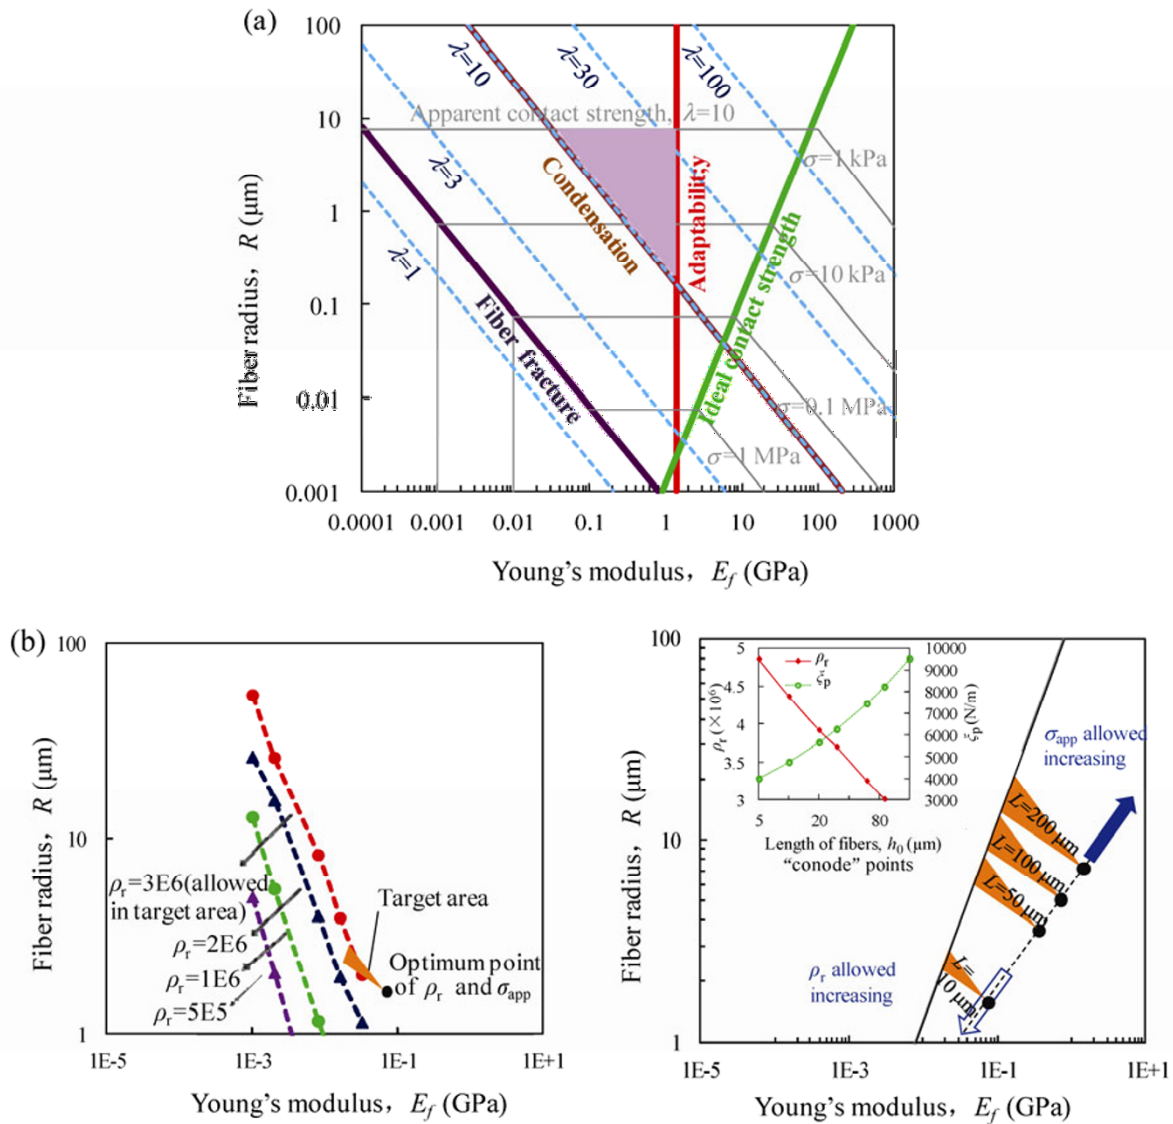 (a)
100
10
1
0.1
0.01
0.001
Fiber radius, R (μm)
λ=10
λ=30
λ=100
Apparent contact strength, λ=10
λ=3
λ=1
Condensation
Adaptability
Fiber fracture
Ideal contact strength
σ=1 kPa
σ=10 kPa
σ=0.1 MPa
σ=1 MPa
0.0001 0.001 0.01 0.1 1 10 100 1000
Young's modulus, E_f (GPa)
(b)
100
10
1
Fiber radius, R (μm)
ρr=3E6(allowed
in target area)
ρr=2E6
ρr=1E6
ρr=5E5
Target area
Optimum point
of ρr and σapp
1E-5 1E-3 1E-1 1E+1
Young's modulus, E_f (GPa)
100
10
1
Fiber radius, R (μm)
5
4.5
4
3.5
3
ρr (×10⁶)
ρr
ξp
10000
9000
8000
7000
6000
5000
4000
3000
ξp (N/m)
5 20 80
Length of fibers, h₀ (μm)
“conode” points
σapp allowed
increasing
L=200 μm
L=100 μm
L=50 μm
L=
10 μm
ρr allowed
increasing
1E-5 1E-3 1E-1 1E+1
Young's modulus, E_f (GPa)